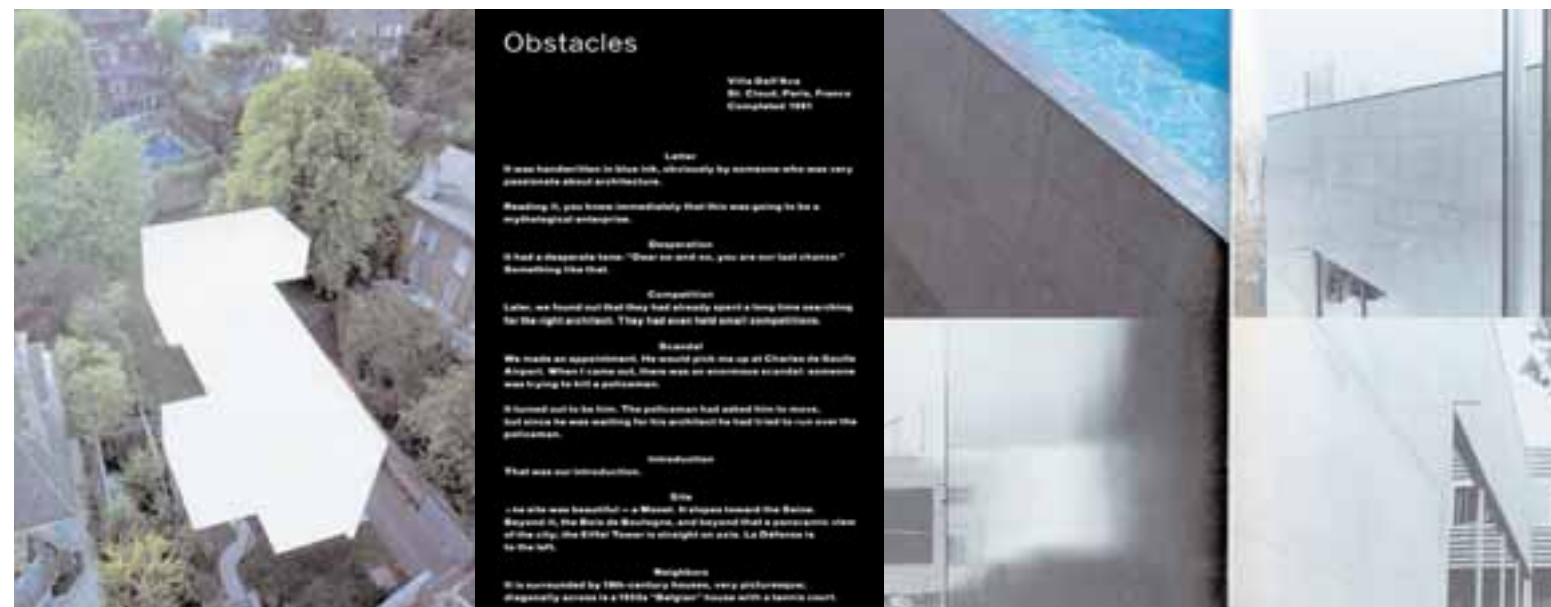 Obstacles
Villa Dall'Ava
St. Cloud, Paris, France
Completed 1991
Letter
It was handwritten in blue ink, obviously by someone who was very
passionate about architecture.
Reading it, you knew immediately that this was going to be a
mythological enterprise.
Desperation
It had a desperate tone: "Dear so and so, you are our last chance."
Something like that.
Competition
Later, we found out that they had already spent a long time searching
for the right architect. They had even held small competitions.
Scandal
We made an appointment. He would pick me up at Charles de Gaulle
Airport. When I came out, there was an enormous scandal: someone
was trying to kill a policeman.
It turned out to be him. The policeman had asked him to move,
but since he was waiting for his architect he had tried to run over the
policeman.
Introduction
That was our introduction.
Site
site was beautiful – a Monet. It slopes toward the Seine.
Beyond it, the Bois de Boulogne, and beyond that a panoramic view
of the city; the Eiffel Tower is straight on axis. La Défense is
to the left.
Neighbors
It is surrounded by 19th-century houses, very picturesque;
diagonally across is a 1950s "Belgian" house with a tennis court.